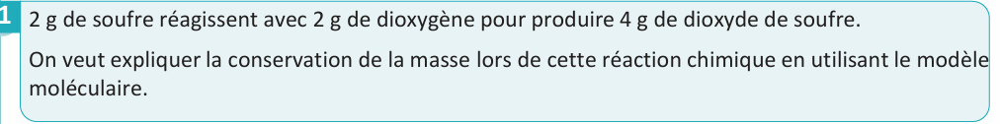 1
2 g de soufre réagissent avec 2 g de dioxygène pour produire 4 g de dioxyde de soufre.
On veut expliquer la conservation de la masse lors de cette réaction chimique en utilisant le modèle
moléculaire.